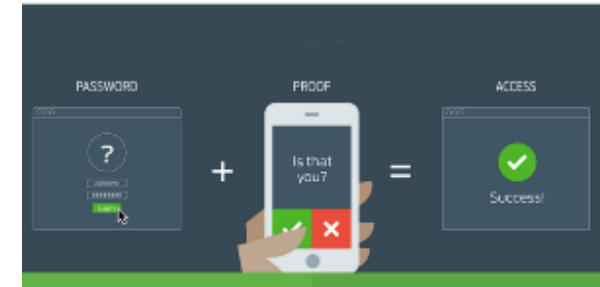 PASSWORD
PROOF
ACCESS
?
Is that
you?
+
=
Success!